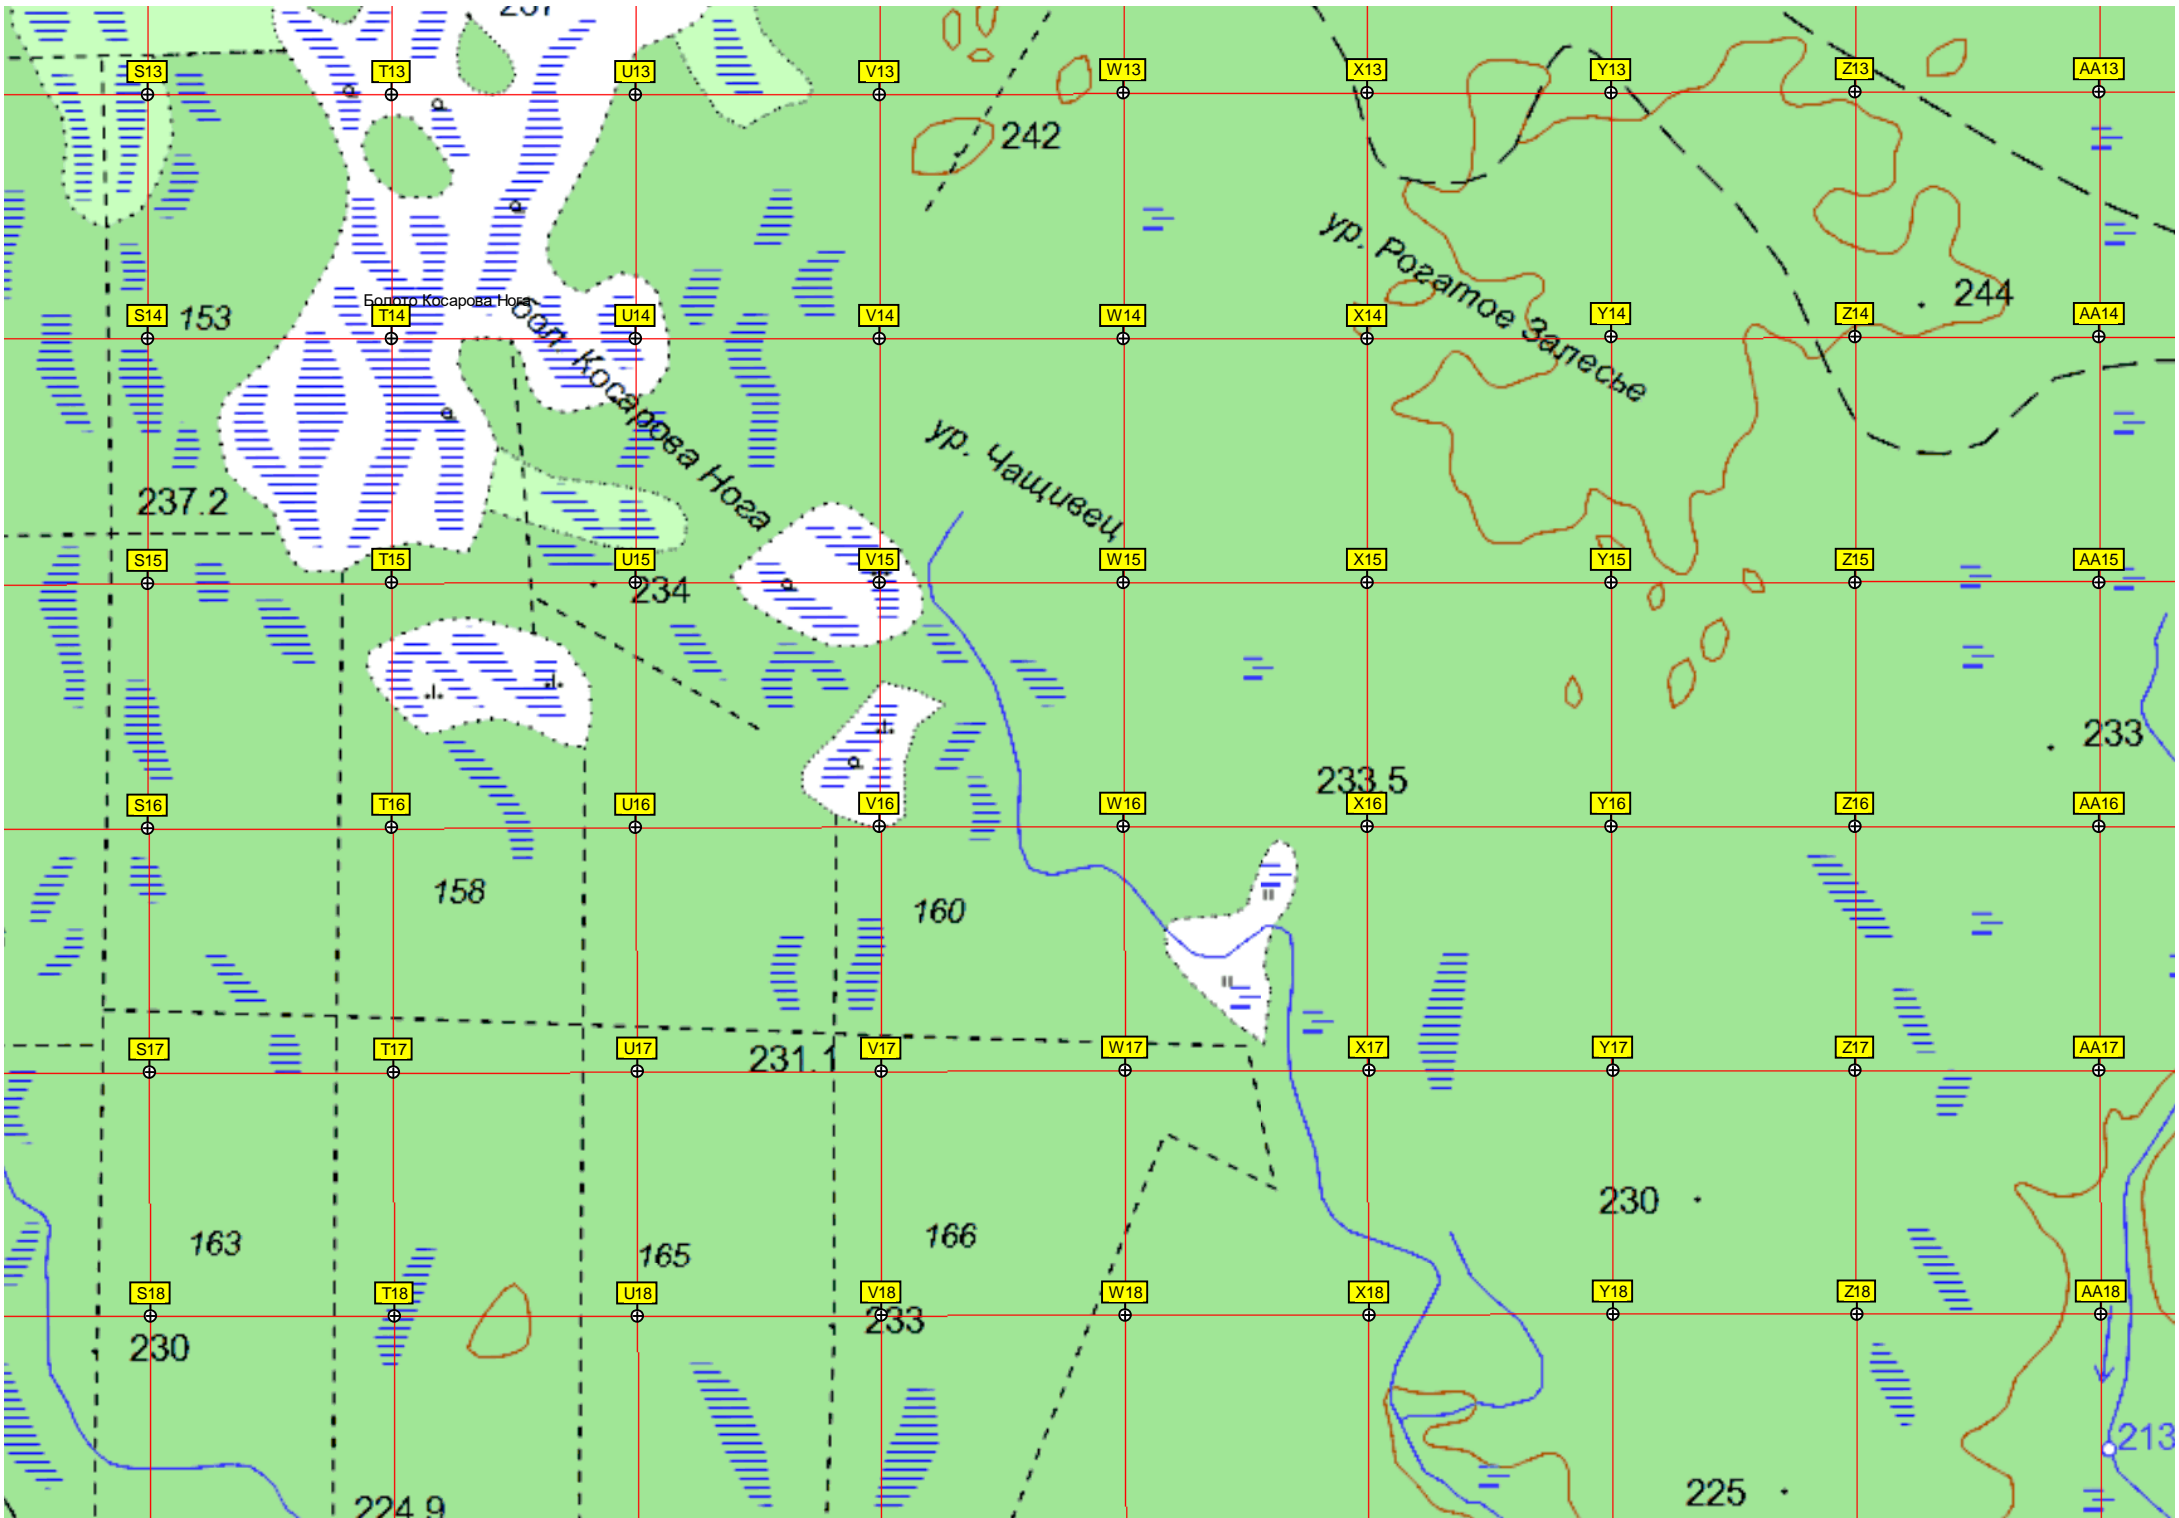 237
S13 T13 U13 V13 W13 X13 Y13 Z13 AA13
242
ур. Рогатое Залесье
244
Болото Косарова Нога
153
S14 T14 U14 V14 W14 X14 Y14 Z14 AA14
бол. Косарова Нога
ур. Чащивец
237.2
S15 T15 U15 V15 W15 X15 Y15 Z15 AA15
234
233
233.5
S16 T16 U16 V16 W16 X16 Y16 Z16 AA16
158
160
S17 T17 U17 V17 W17 X17 Y17 Z17 AA17
231.1
230
163
165
166
S18 T18 U18 V18 W18 X18 Y18 Z18 AA18
230
233
213
225
224.9